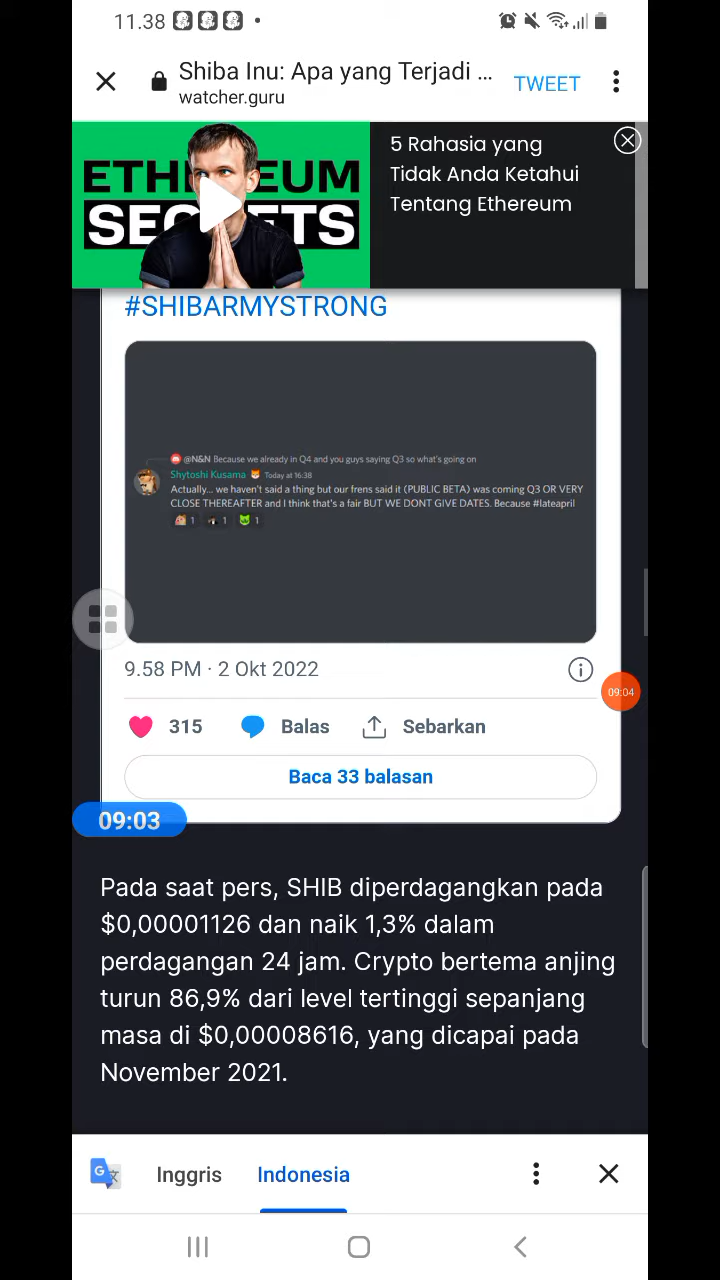 11.38
Shiba Inu: Apa yang Terjadi ...
TWEET
watcher.guru
ETHEREUM
SECRETS
5 Rahasia yang
Tidak Anda Ketahui
Tentang Ethereum
#SHIBARMYSTRONG
@N&N Because we already in Q4 and you guys saying Q3 so what's going on
Shytoshi Kusama Today at 16:38
Actually... we haven't said a thing but our frens said it (PUBLIC BETA) was coming Q3 OR VERY
CLOSE THEREAFTER and I think that's a fair BUT WE DONT GIVE DATES. Because #lateapril
1 1 1
9.58 PM · 2 Okt 2022
09:04
315 Balas Sebarkan
Baca 33 balasan
09:03
Pada saat pers, SHIB diperdagangkan pada
$0,00001126 dan naik 1,3% dalam
perdagangan 24 jam. Crypto bertema anjing
turun 86,9% dari level tertinggi sepanjang
masa di $0,00008616, yang dicapai pada
November 2021.
Inggris Indonesia